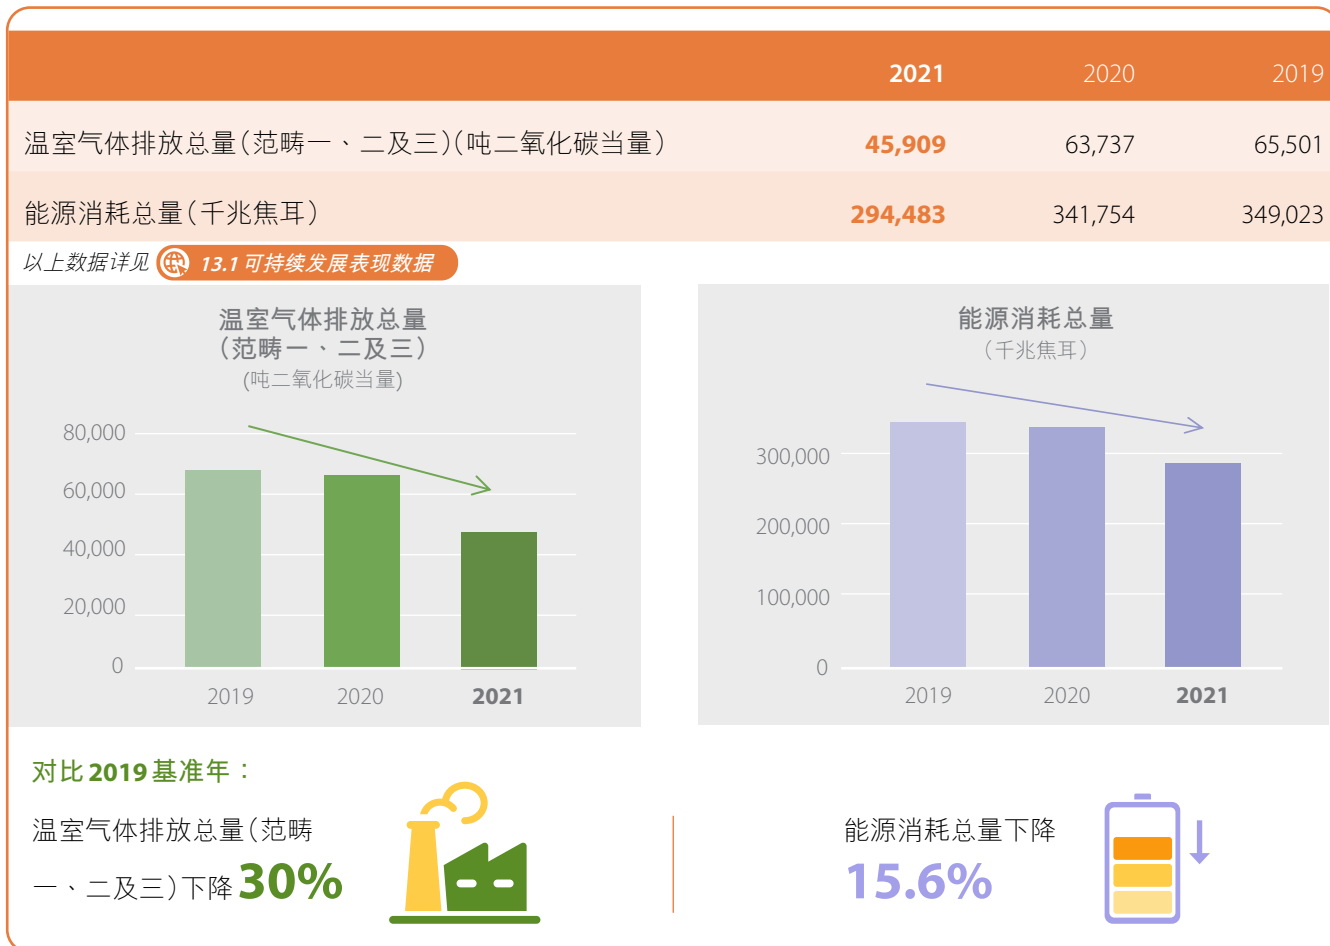 2021 2020 2019
温室气体排放总量(范畴一、二及三)(吨二氧化碳当量) 45,909 63,737 65,501
能源消耗总量(千兆焦耳) 294,483 341,754 349,023
以上数据详见 13.1 可持续发展表现数据
温室气体排放总量
(范畴一、二及三)
(吨二氧化碳当量)
80,000
60,000
40,000
20,000
0
2019 2020 2021
能源消耗总量
(千兆焦耳)
300,000
200,000
100,000
0
2019 2020 2021
对比 2019 基准年:
温室气体排放总量(范畴
一、二及三)下降 30%
能源消耗总量下降
15.6%